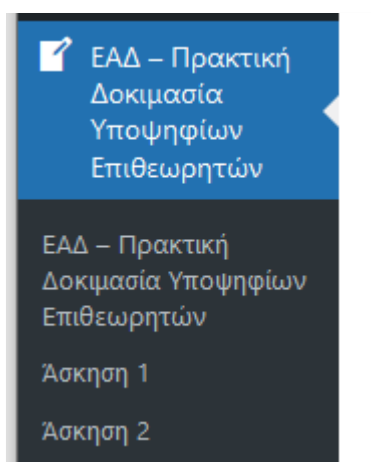 ΕΑΔ – Πρακτική
Δοκιμασία
Υποψηφίων
Επιθεωρητών
ΕΑΔ – Πρακτική
Δοκιμασία Υποψηφίων
Επιθεωρητών
Άσκηση 1
Άσκηση 2